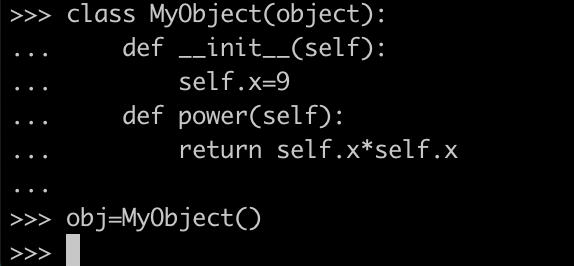 >>> class MyObject(object):
...     def __init__(self):
...         self.x=9
...     def power(self):
...         return self.x*self.x
...
>>> obj=MyObject()
>>>